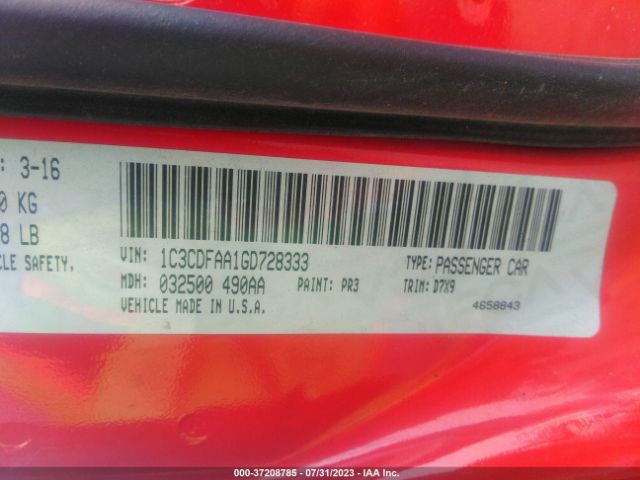 : 3-16
0 KG
8 LB
CLE SAFETY,
VIN: 1C3CDFAA1GD728333
TYPE: PASSENGER CAR
MDH: 032500 490AA
PAINT: PR3
TRIM: D7X9
VEHICLE MADE IN U.S.A.
4658843
000-37208785 - 07/31/2023 - IAA Inc.